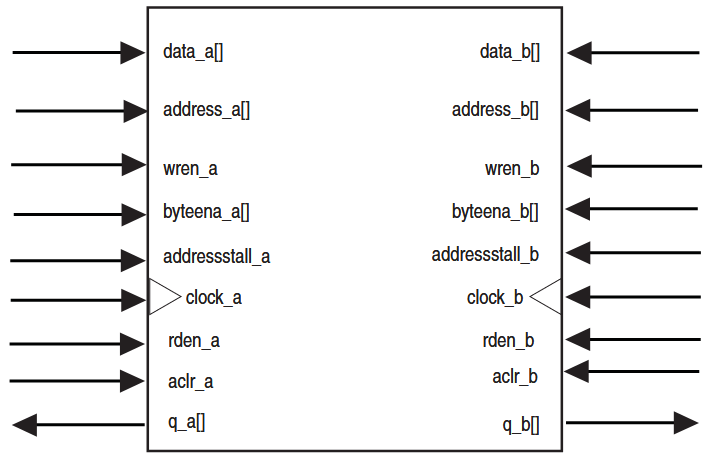 data_a[] data_b[]
address_a[] address_b[]
wren_a wren_b
byteena_a[] byteena_b[]
addressstall_a addressstall_b
clock_a clock_b
rden_a rden_b
aclr_a aclr_b
q_a[] q_b[]